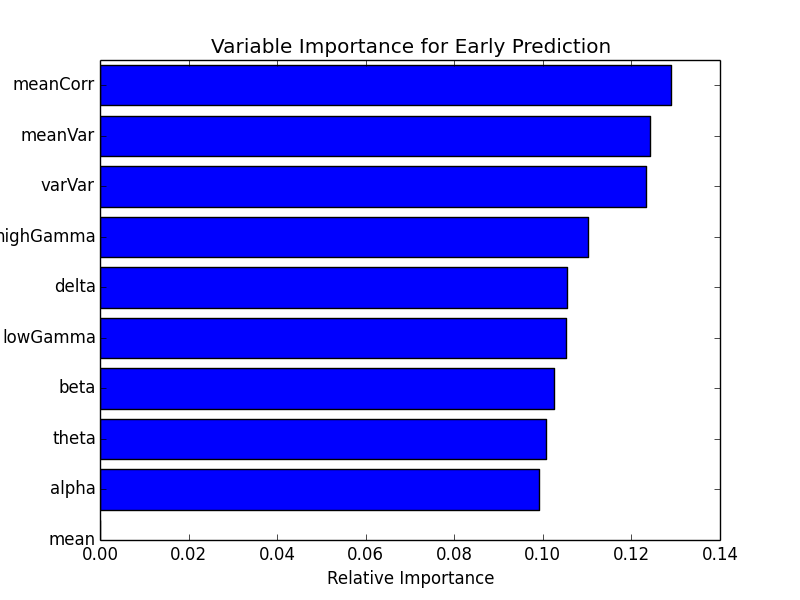 Variable Importance for Early Prediction
meanCorr
meanVar
varVar
highGamma
delta
lowGamma
beta
theta
alpha
mean
0.00 0.02 0.04 0.06 0.08 0.10 0.12 0.14
Relative Importance